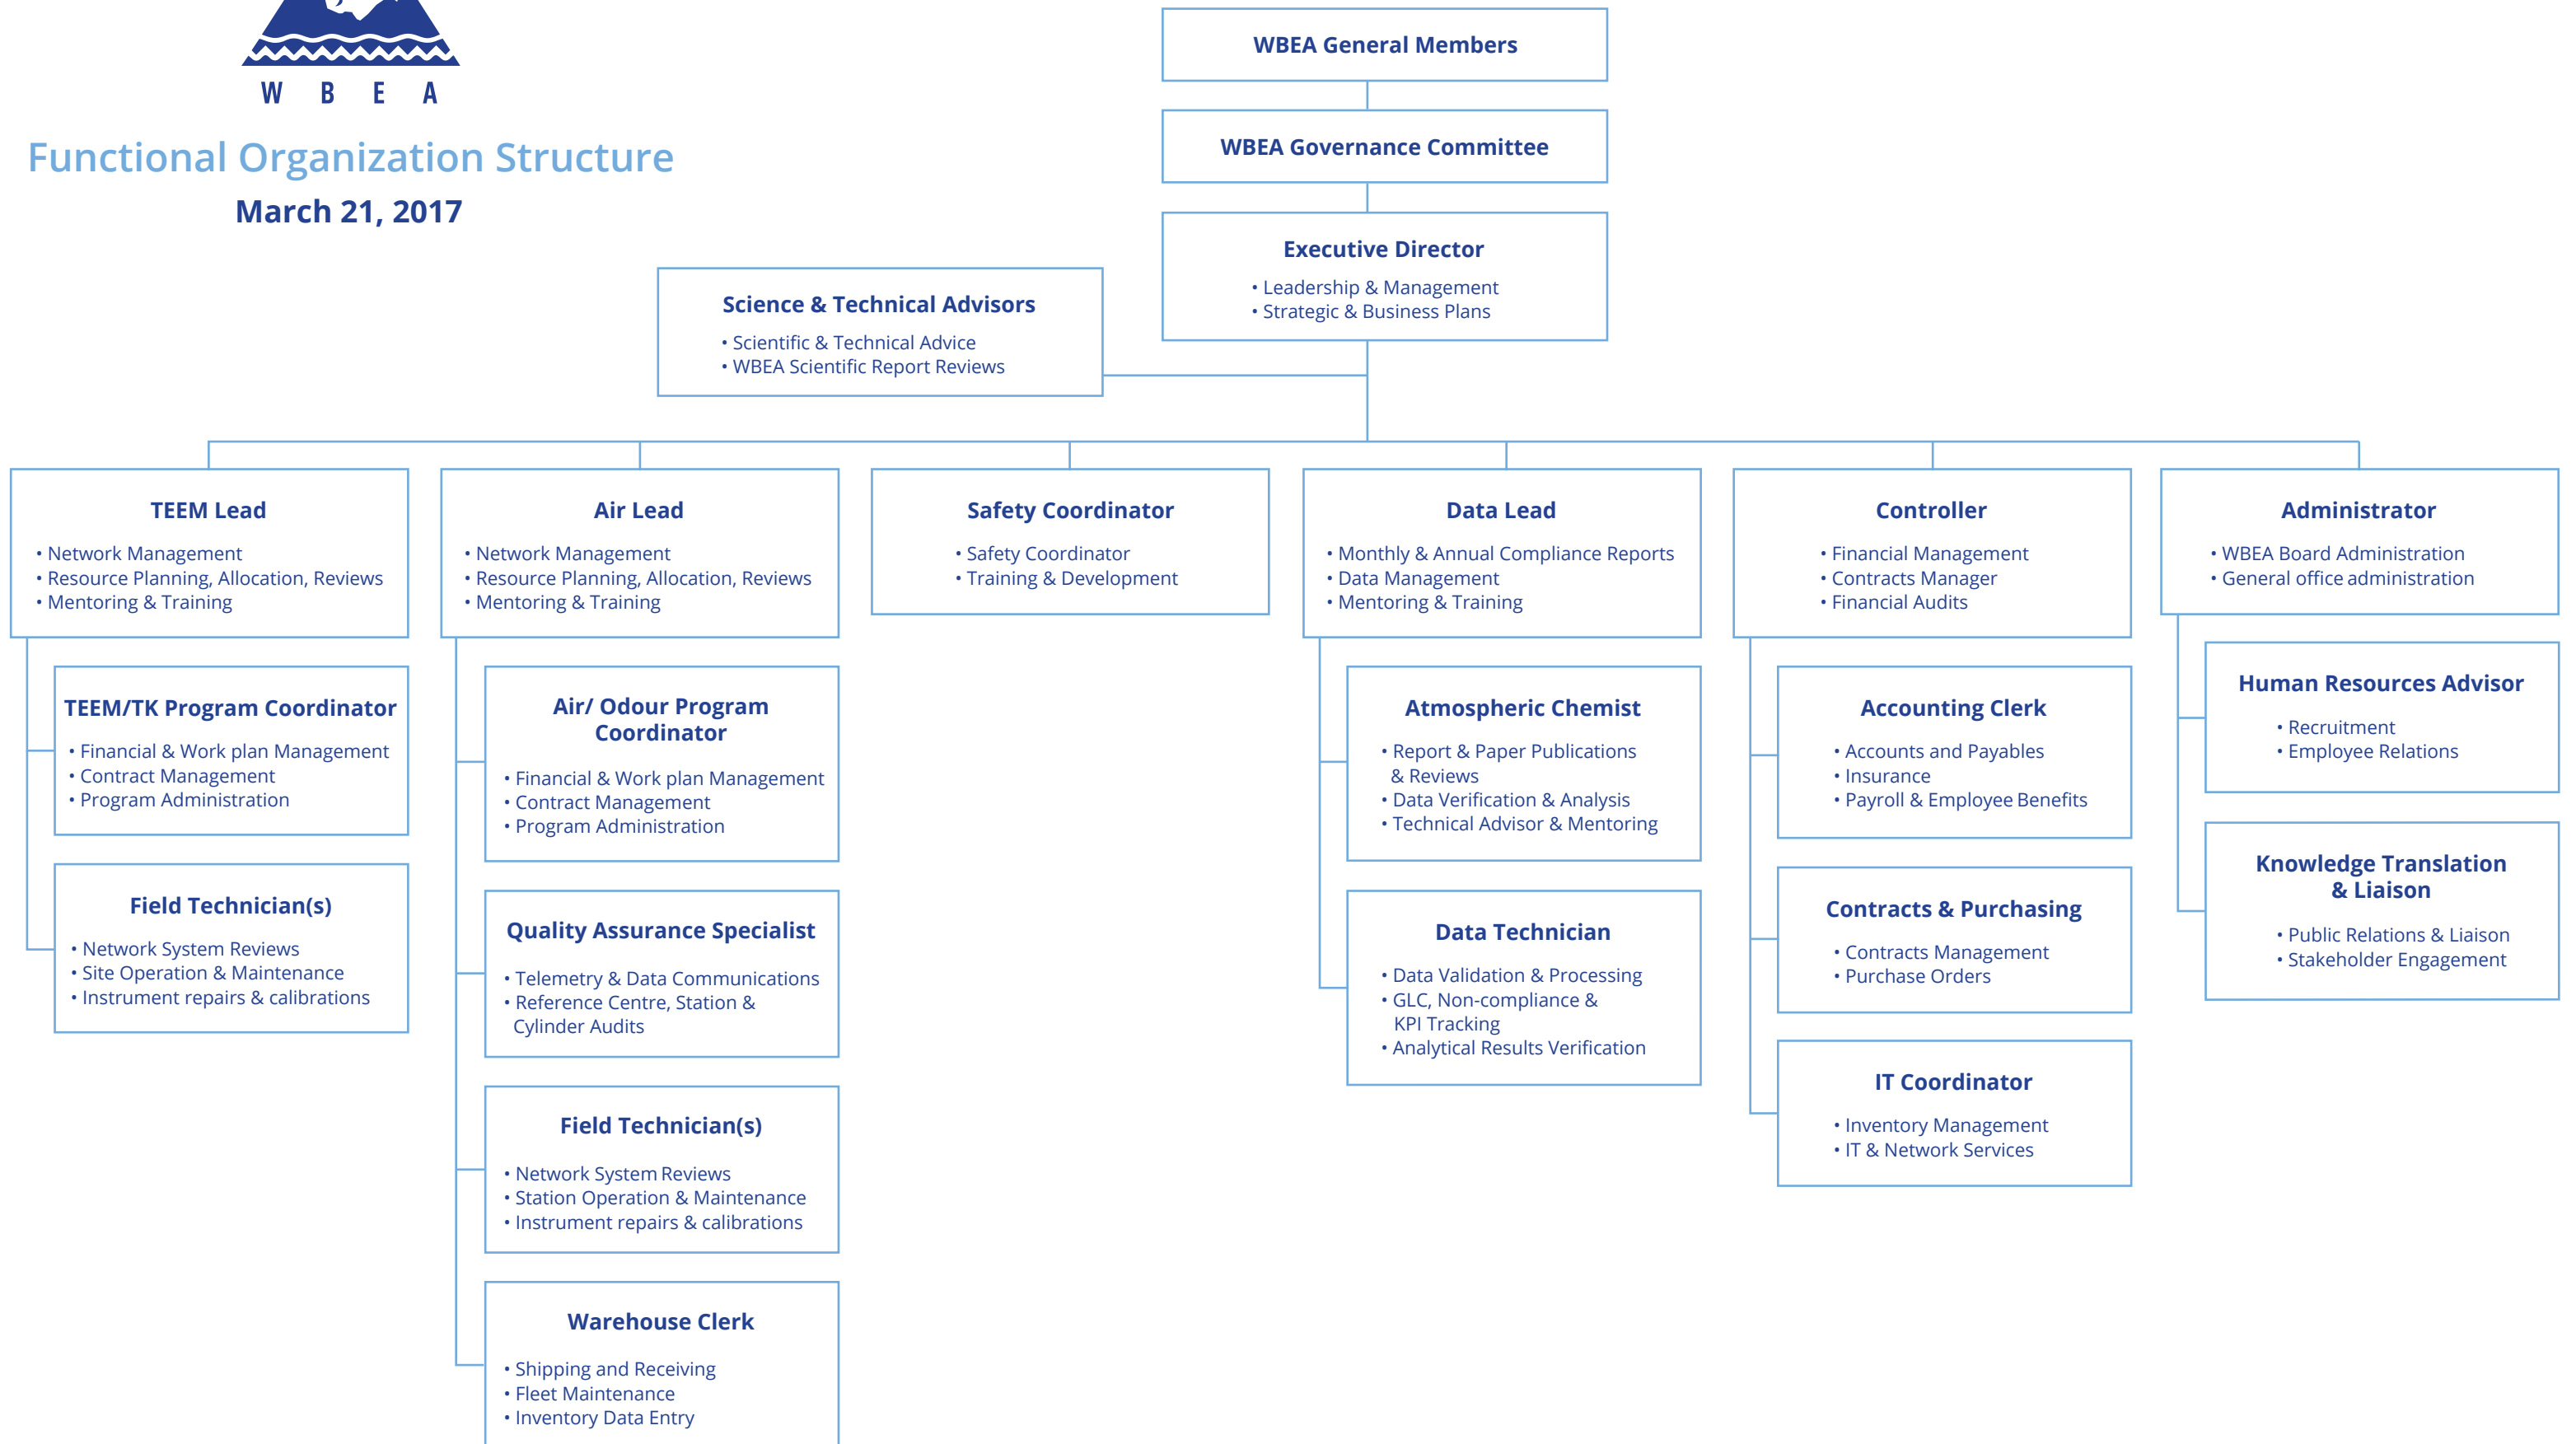 W B E A
Functional Organization Structure
March 21, 2017
WBEA General Members
WBEA Governance Committee
Executive Director
• Leadership & Management
• Strategic & Business Plans
Science & Technical Advisors
• Scientific & Technical Advice
• WBEA Scientific Report Reviews
TEEM Lead
• Network Management
• Resource Planning, Allocation, Reviews
• Mentoring & Training
TEEM/TK Program Coordinator
• Financial & Work plan Management
• Contract Management
• Program Administration
Field Technician(s)
• Network System Reviews
• Site Operation & Maintenance
• Instrument repairs & calibrations
Air Lead
• Network Management
• Resource Planning, Allocation, Reviews
• Mentoring & Training
Air/ Odour Program
Coordinator
• Financial & Work plan Management
• Contract Management
• Program Administration
Quality Assurance Specialist
• Telemetry & Data Communications
• Reference Centre, Station &
Cylinder Audits
Field Technician(s)
• Network System Reviews
• Station Operation & Maintenance
• Instrument repairs & calibrations
Warehouse Clerk
• Shipping and Receiving
• Fleet Maintenance
• Inventory Data Entry
Safety Coordinator
• Safety Coordinator
• Training & Development
Data Lead
• Monthly & Annual Compliance Reports
• Data Management
• Mentoring & Training
Atmospheric Chemist
• Report & Paper Publications
& Reviews
• Data Verification & Analysis
• Technical Advisor & Mentoring
Data Technician
• Data Validation & Processing
• GLC, Non-compliance &
KPI Tracking
• Analytical Results Verification
Controller
• Financial Management
• Contracts Manager
• Financial Audits
Accounting Clerk
• Accounts and Payables
• Insurance
• Payroll & Employee Benefits
Contracts & Purchasing
• Contracts Management
• Purchase Orders
IT Coordinator
• Inventory Management
• IT & Network Services
Administrator
• WBEA Board Administration
• General office administration
Human Resources Advisor
• Recruitment
• Employee Relations
Knowledge Translation
& Liaison
• Public Relations & Liaison
• Stakeholder Engagement